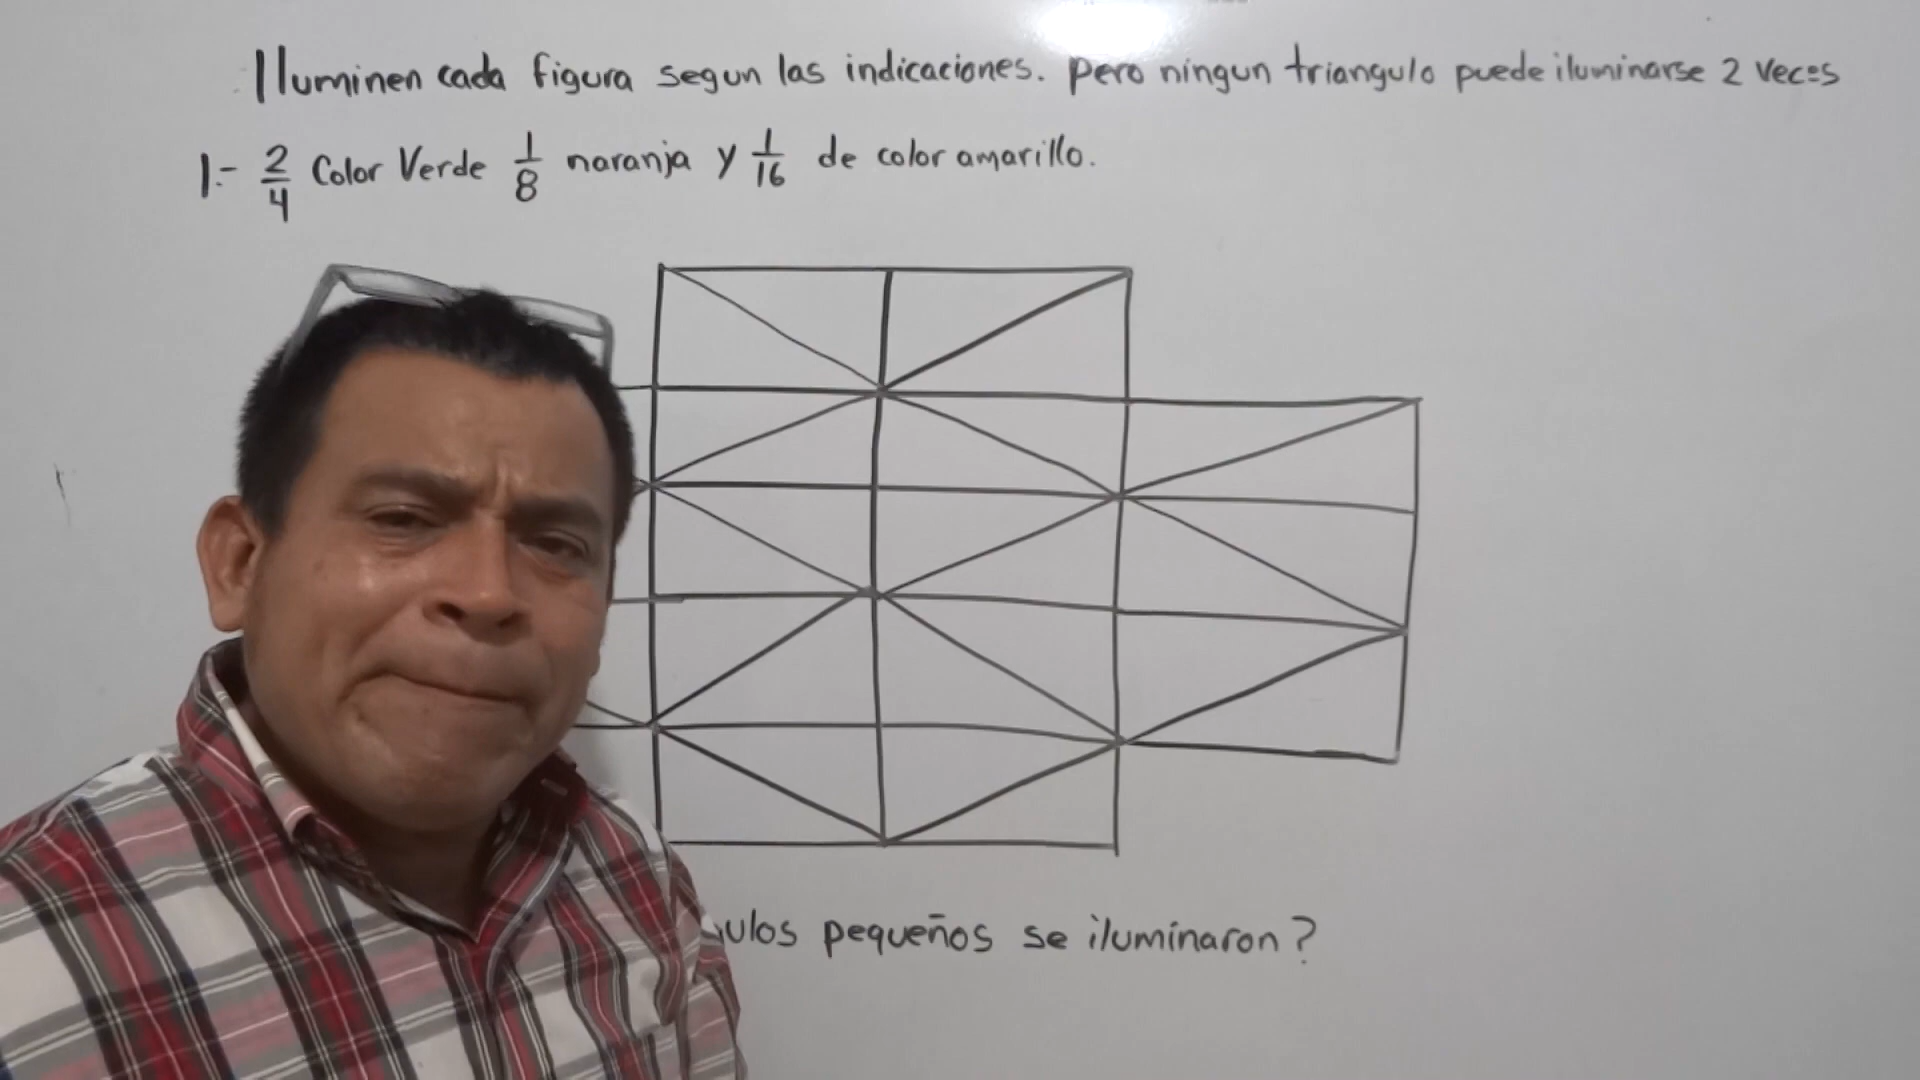 Iluminen cada figura segun las indicaciones. pero ningun triangulo puede iluminarse 2 veces
1.- 2/4 Color Verde 1/8 naranja y 1/16 de color amarillo.
pequeños se iluminaron?